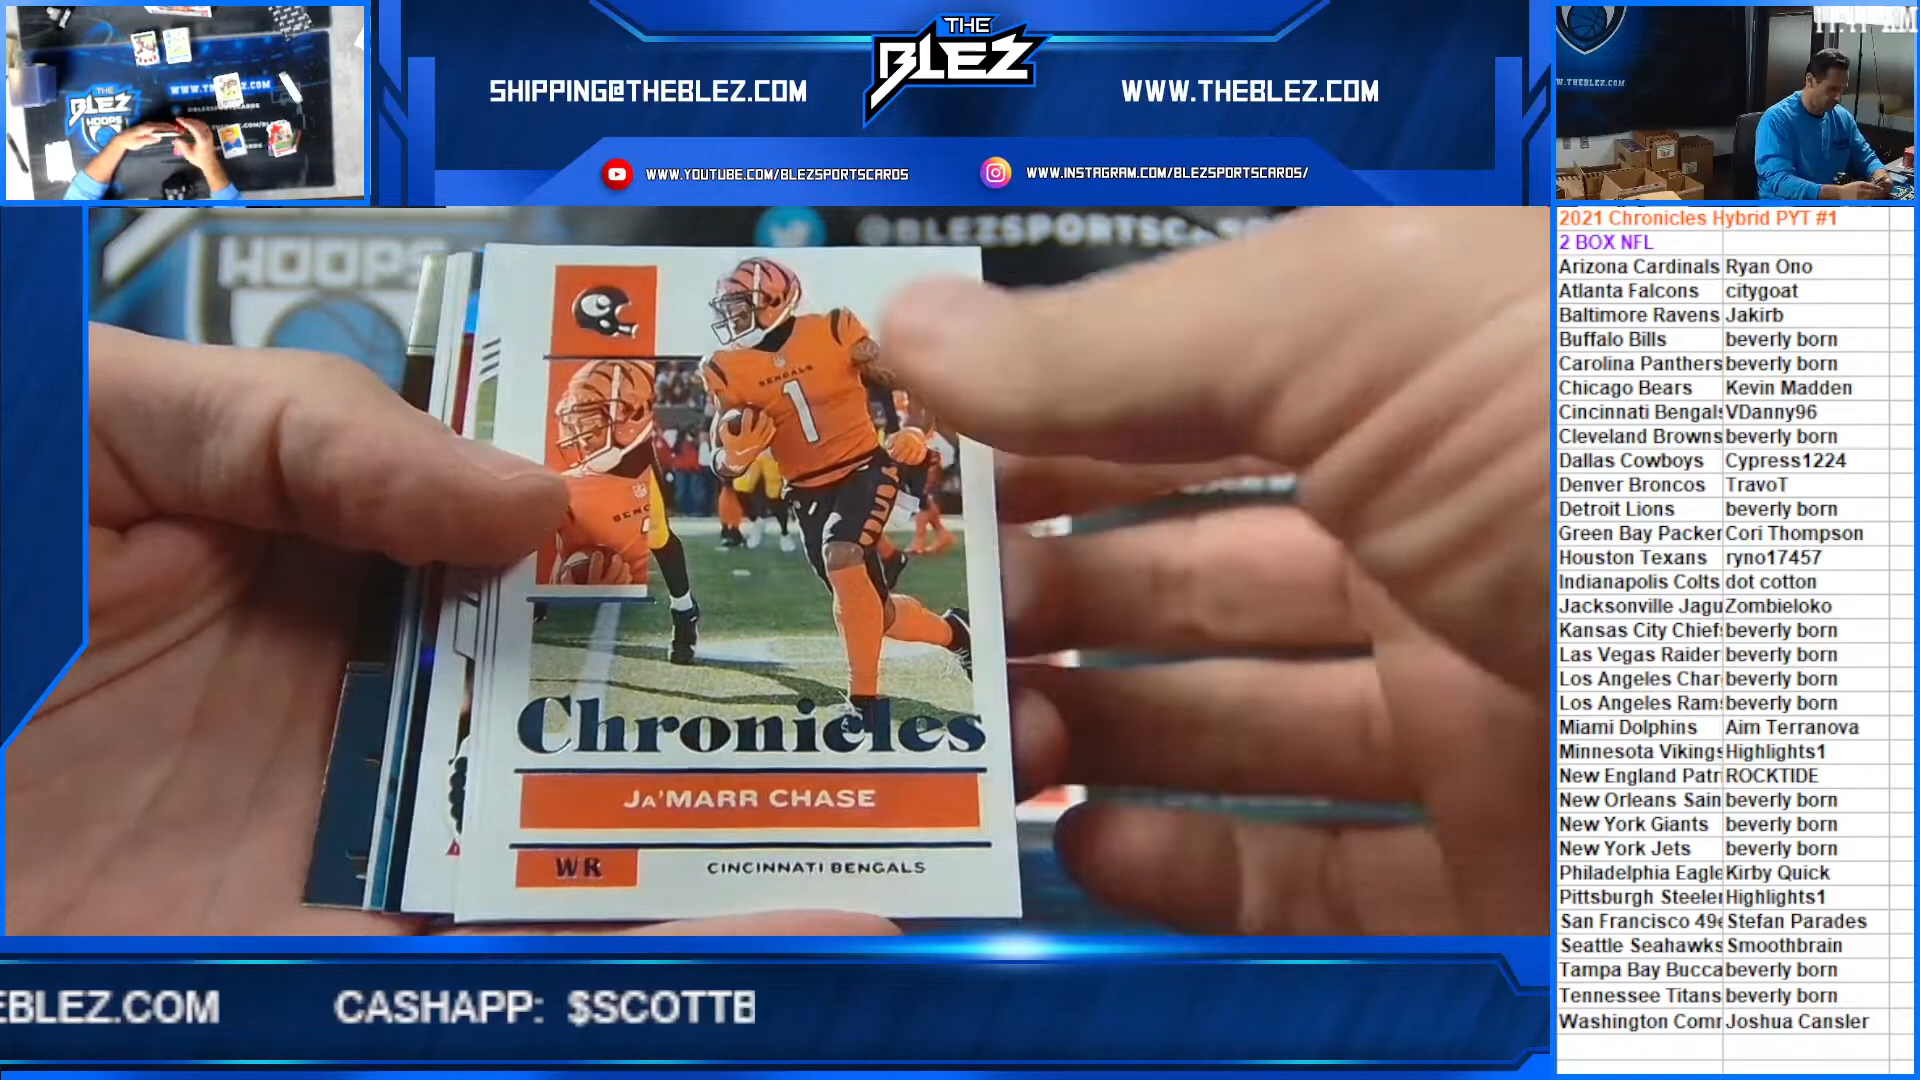 THE
BLEZ
SHIPPING@THEBLEZ.COM
WWW.THEBLEZ.COM
WWW.YOUTUBE.COM/BLEZSPORTSCARDS
WWW.INSTAGRAM.COM/BLEZSPORTSCARDS/
THE
BLEZ
HOOPS
HOOPS
@BLEZSPORTSC
BENGALS
1
Chronicles
JA'MARR CHASE
WR
CINCINNATI BENGALS
EBLEZ.COM
CASHAPP: $SCOTTB
2021 Chronicles Hybrid PYT #1
2 BOX NFL
Arizona Cardinals Ryan Ono
Atlanta Falcons citygoat
Baltimore Ravens Jakirb
Buffalo Bills beverly born
Carolina Panthers beverly born
Chicago Bears Kevin Madden
Cincinnati Bengals VDanny96
Cleveland Browns beverly born
Dallas Cowboys Cypress1224
Denver Broncos TravoT
Detroit Lions beverly born
Green Bay Packer Cori Thompson
Houston Texans ryno17457
Indianapolis Colts dot cotton
Jacksonville Jagu Zombieloko
Kansas City Chiefs beverly born
Las Vegas Raider beverly born
Los Angeles Char beverly born
Los Angeles Ram beverly born
Miami Dolphins Aim Terranova
Minnesota Vikings Highlights1
New England Patri ROCKTIDE
New Orleans Sain beverly born
New York Giants beverly born
New York Jets beverly born
Philadelphia Eagle Kirby Quick
Pittsburgh Steeler Highlights1
San Francisco 49e Stefan Parades
Seattle Seahawks Smoothbrain
Tampa Bay Bucca beverly born
Tennessee Titans beverly born
Washington Comm Joshua Cansler